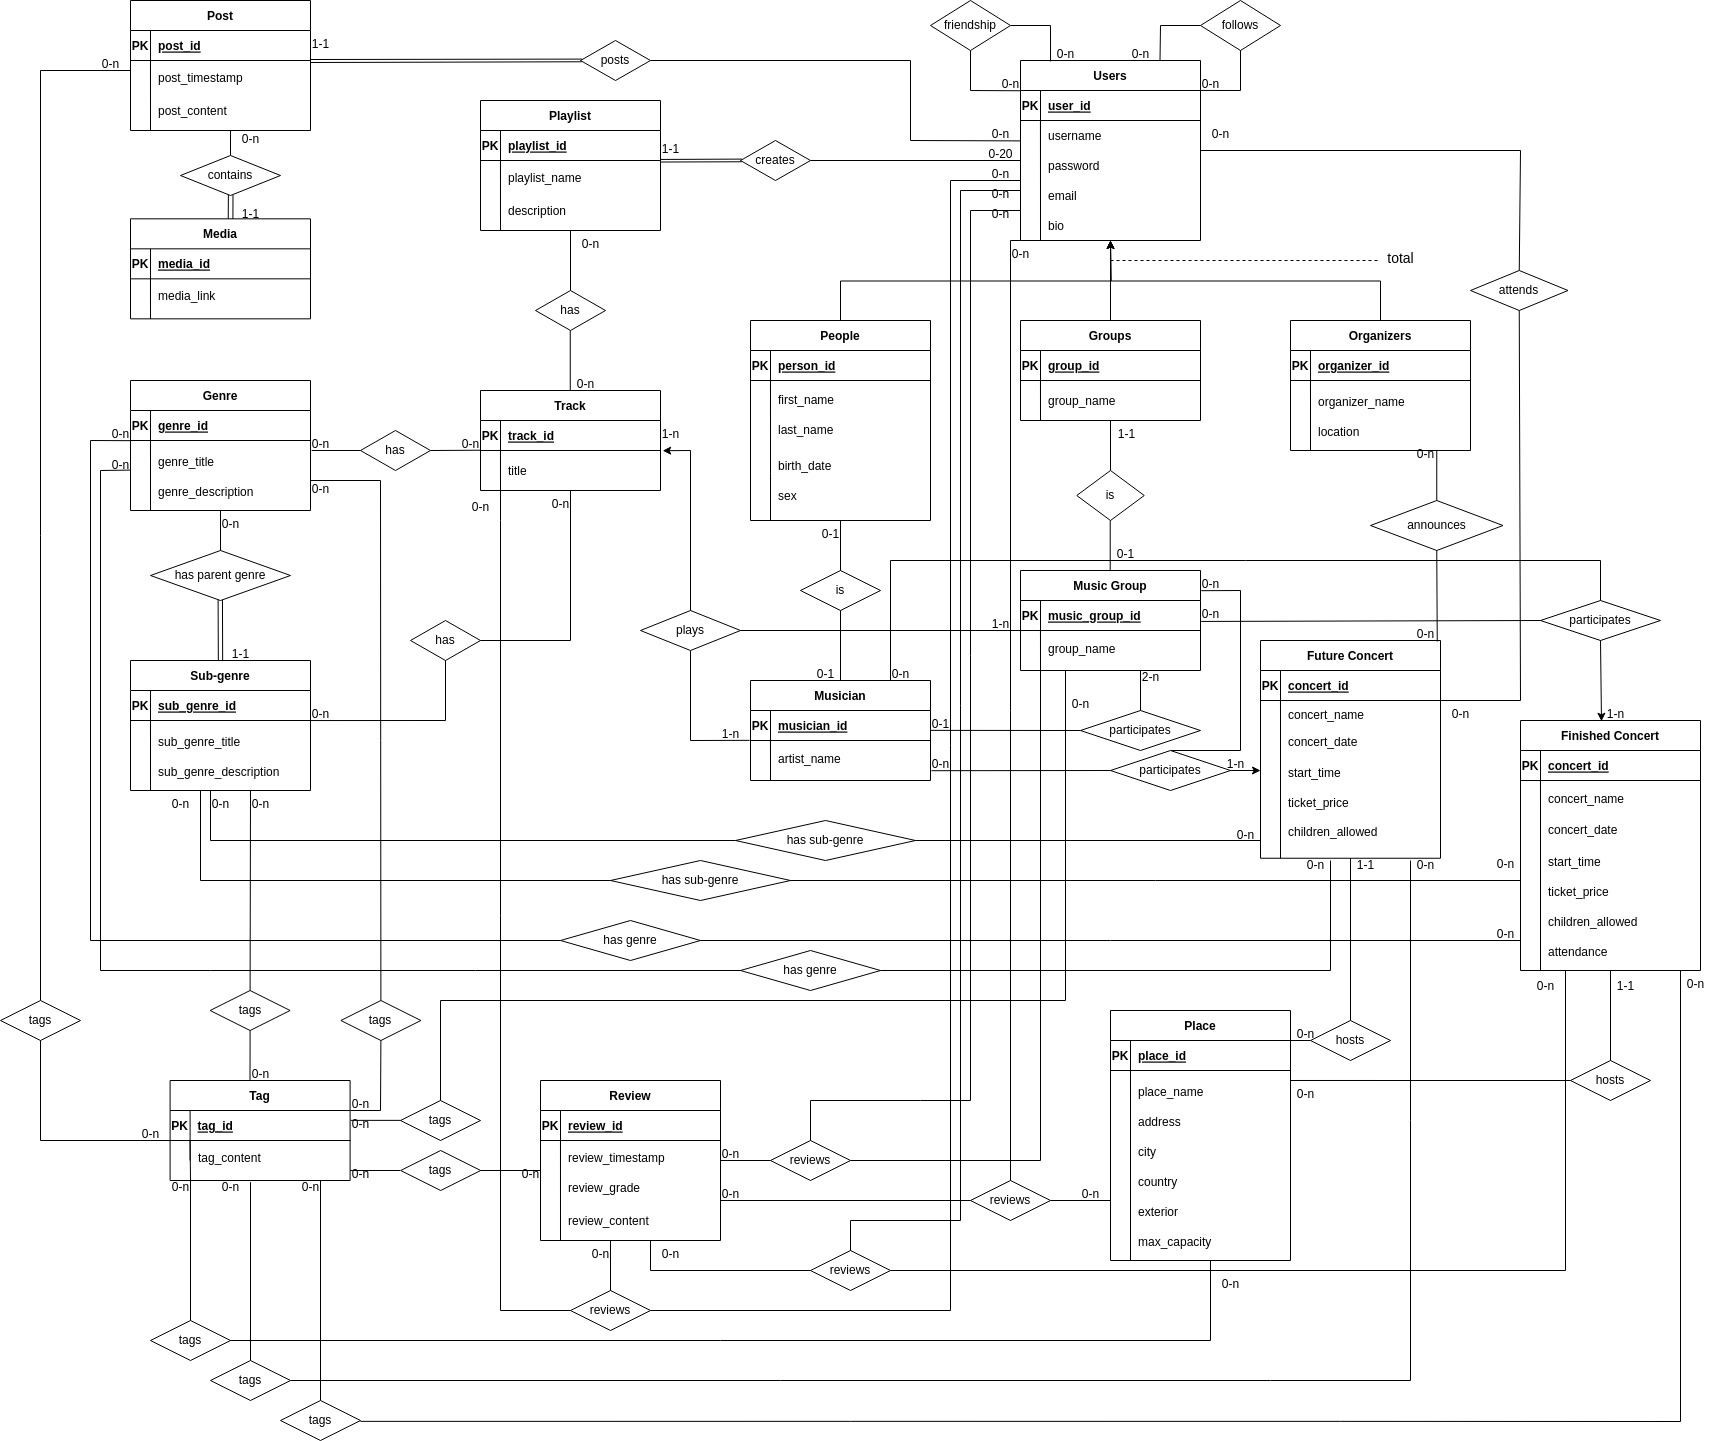 Post
PK post_id
post_timestamp
post_content
1-1
posts
0-n
0-n
contains
1-1
Media
PK media_id
media_link
friendship
follows
0-n
0-n
0-n
0-n
Users
PK user_id
username
password
email
bio
0-n
0-20
0-n
0-n
0-n
0-n
0-n
Playlist
PK playlist_id
playlist_name
description
1-1
creates
0-n
has
0-n
total
attends
People
PK person_id
first_name
last_name
birth_date
sex
Groups
PK group_id
group_name
Organizers
PK organizer_id
organizer_name
location
Genre
PK genre_id
genre_title
genre_description
0-n
0-n
0-n
has
0-n
0-n
0-n
Track
PK track_id
title
1-n
0-n
0-n
has parent genre
1-1
has
0-n
Sub-genre
PK sub_genre_id
sub_genre_title
sub_genre_description
0-n
0-n
0-n
0-1
is
0-1
0-n
plays
1-n
1-n
1-1
is
0-1
0-n
announces
0-n
Music Group
PK music_group_id
group_name
0-n
0-n
2-n
0-n
participates
1-n
Musician
PK musician_id
artist_name
0-1
0-n
participates
participates
1-n
Future Concert
PK concert_id
concert_name
concert_date
start_time
ticket_price
children_allowed
0-n
0-n
0-n
1-1
0-n
Finished Concert
PK concert_id
concert_name
concert_date
start_time
ticket_price
children_allowed
attendance
0-n
0-n
0-n
1-1
0-n
has sub-genre
has sub-genre
has genre
has genre
tags
tags
tags
0-n
0-n
Tag
PK tag_id
tag_content
0-n
0-n
0-n
0-n
0-n
0-n
tags
tags
0-n
Review
PK review_id
review_timestamp
review_grade
review_content
0-n
0-n
0-n
0-n
reviews
reviews
reviews
reviews
0-n
Place
PK place_id
place_name
address
city
country
exterior
max_capacity
0-n
hosts
0-n
hosts
0-n
tags
tags
tags